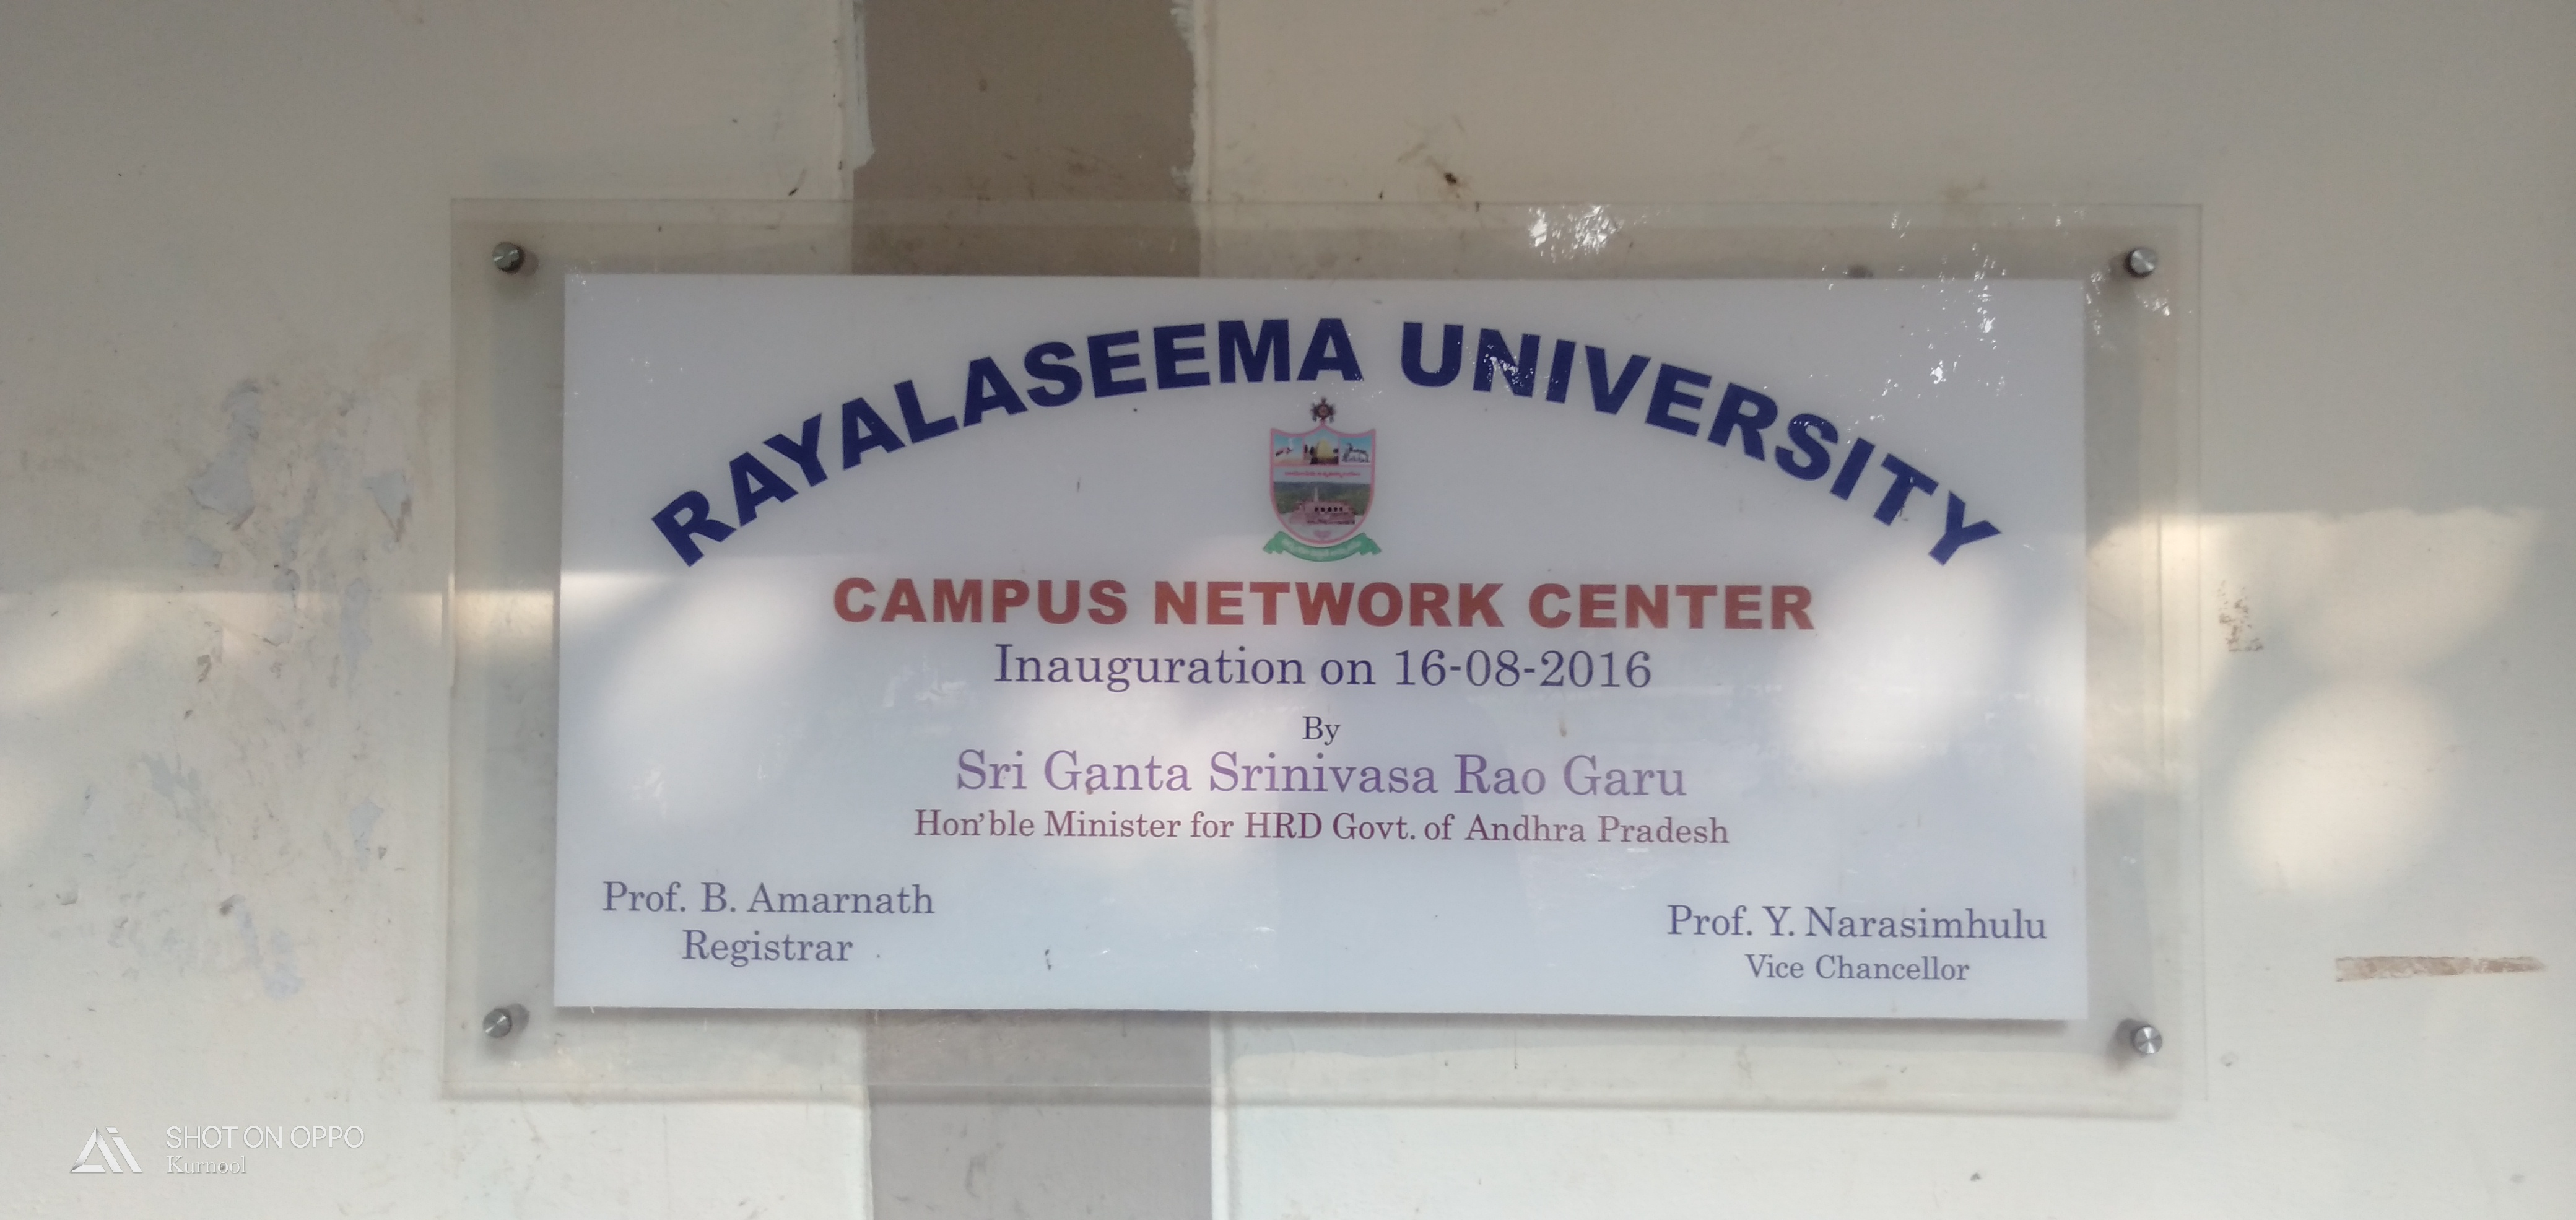 RAYALASEEMA UNIVERSITY
CAMPUS NETWORK CENTER
Inauguration on 16-08-2016
By
Sri Ganta Srinivasa Rao Garu
Hon'ble Minister for HRD Govt. of Andhra Pradesh
Prof. B. Amarnath
Registrar
Prof. Y. Narasimhulu
Vice Chancellor
SHOT ON OPPO
Kurnool